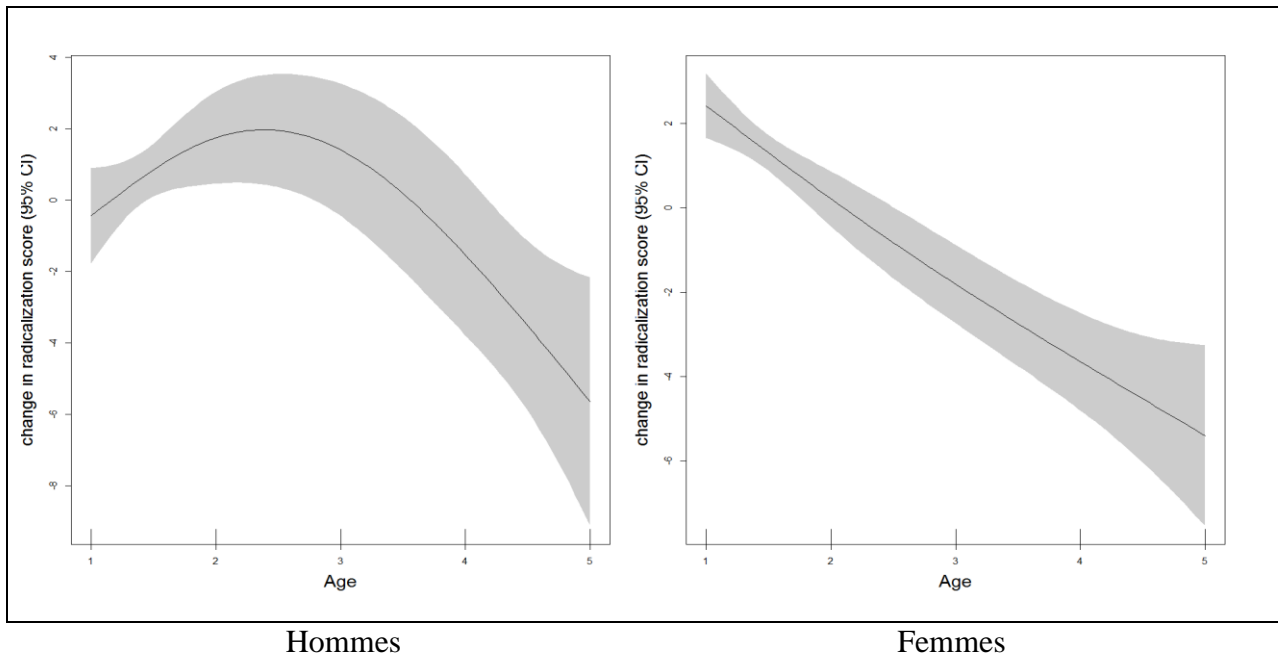 change in radicalization score (95% CI)
4
2
0
-2
-4
-6
-8
1 2 3 4 5
Age
change in radicalization score (95% CI)
2
0
-2
-4
-6
1 2 3 4 5
Age
Hommes
Femmes